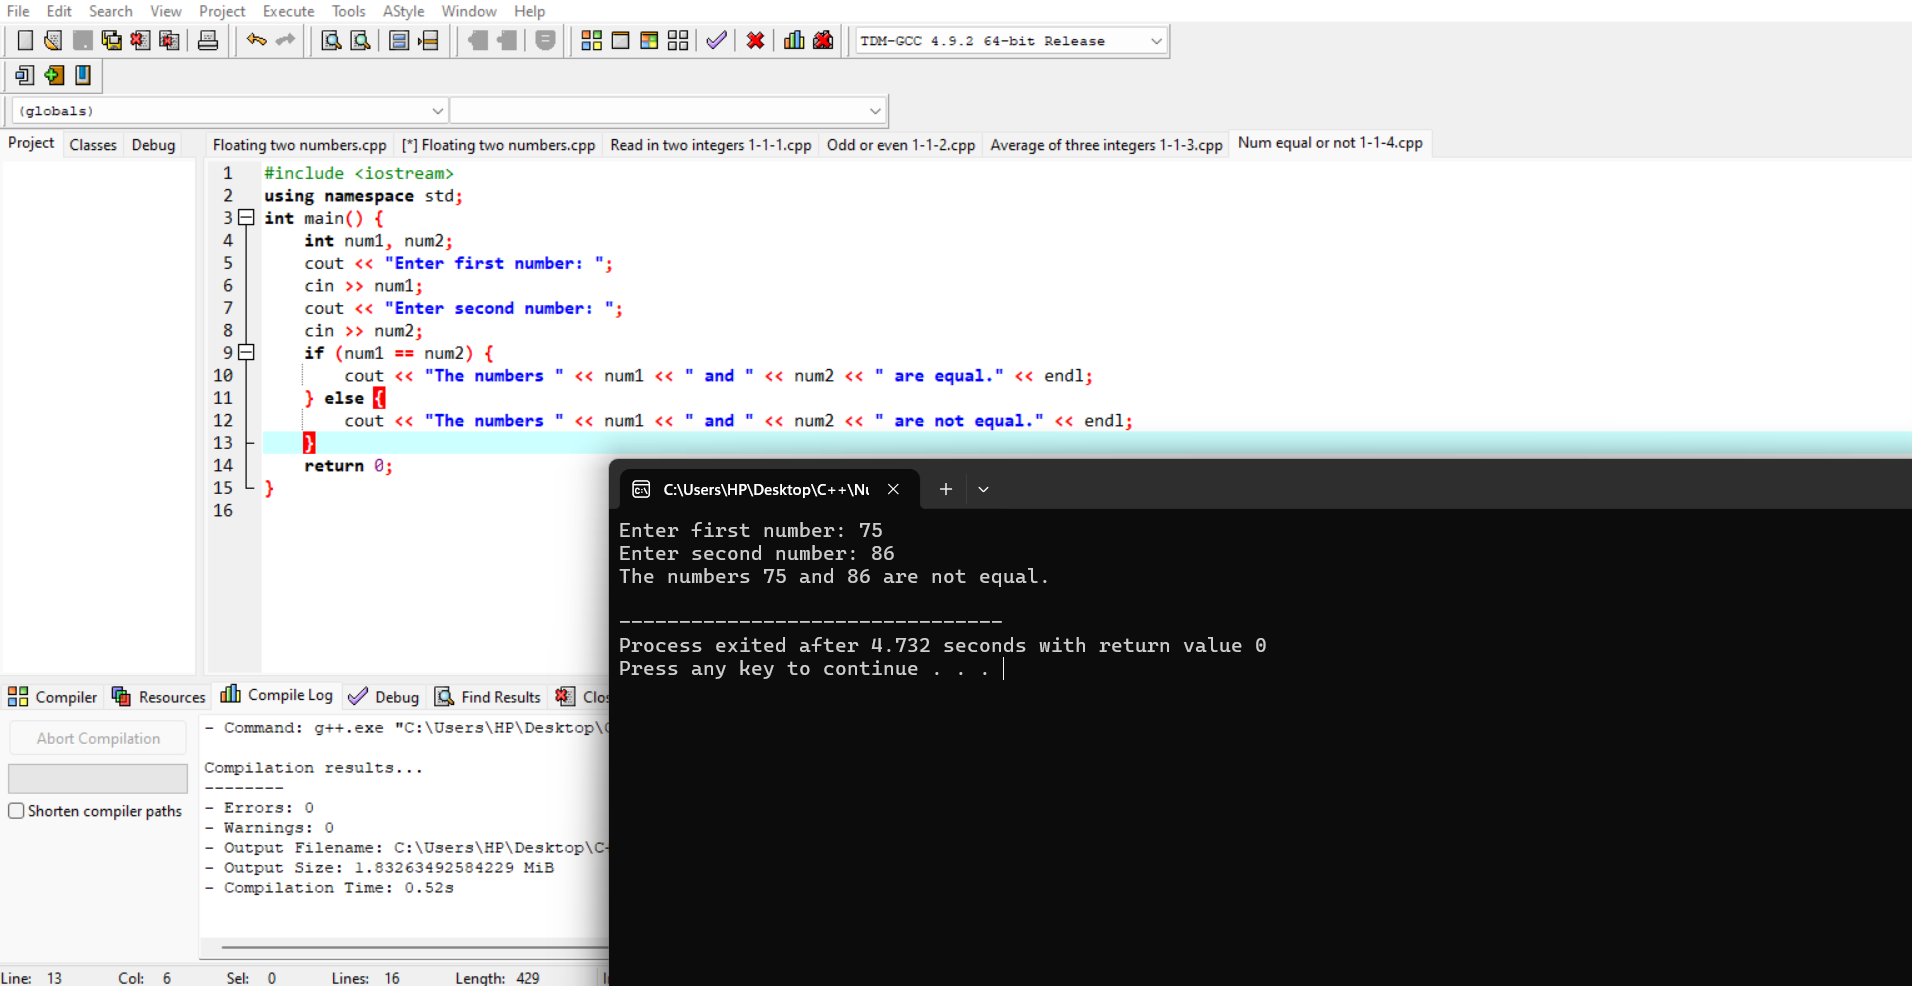 File Edit Search View Project Execute Tools AStyle Window Help
TDM-GCC 4.9.2 64-bit Release
(globals)
Project Classes Debug
Floating two numbers.cpp [*] Floating two numbers.cpp Read in two integers 1-1-1.cpp Odd or even 1-1-2.cpp Average of three integers 1-1-3.cpp Num equal or not 1-1-4.cpp
1 #include <iostream>
2 using namespace std;
3 int main() {
4 int num1, num2;
5 cout << "Enter first number: ";
6 cin >> num1;
7 cout << "Enter second number: ";
8 cin >> num2;
9 if (num1 == num2) {
10 cout << "The numbers " << num1 << " and " << num2 << " are equal." << endl;
11 } else {
12 cout << "The numbers " << num1 << " and " << num2 << " are not equal." << endl;
13 }
14 return 0;
15 }
16
C:\Users\HP\Desktop\C++\Nu
Enter first number: 75
Enter second number: 86
The numbers 75 and 86 are not equal.
--------------------------------
Process exited after 4.732 seconds with return value 0
Press any key to continue . . .
Compiler Resources Compile Log Debug Find Results Clo
Abort Compilation
Shorten compiler paths
- Command: g++.exe "C:\Users\HP\Desktop\C
Compilation results...
--------
- Errors: 0
- Warnings: 0
- Output Filename: C:\Users\HP\Desktop\C+
- Output Size: 1.83263492584229 MiB
- Compilation Time: 0.52s
Line: 13 Col: 6 Sel: 0 Lines: 16 Length: 429